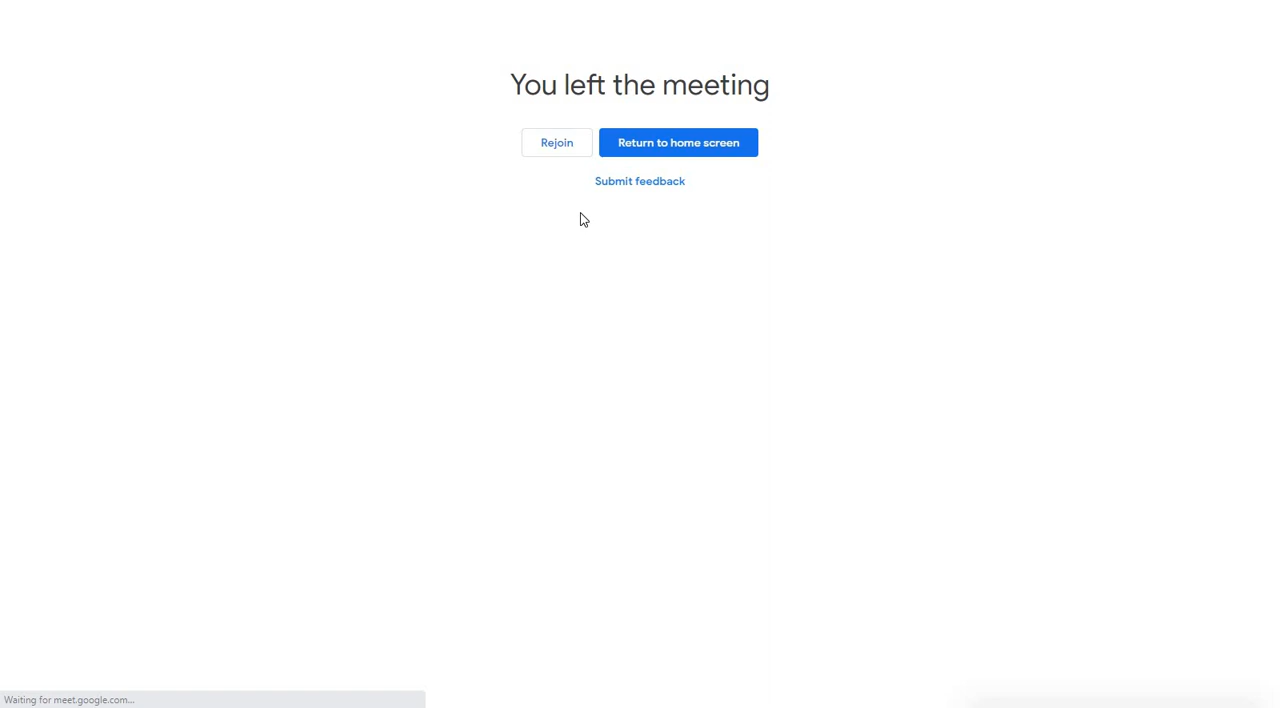 You left the meeting
Rejoin
Return to home screen
Submit feedback
Waiting for meet.google.com...